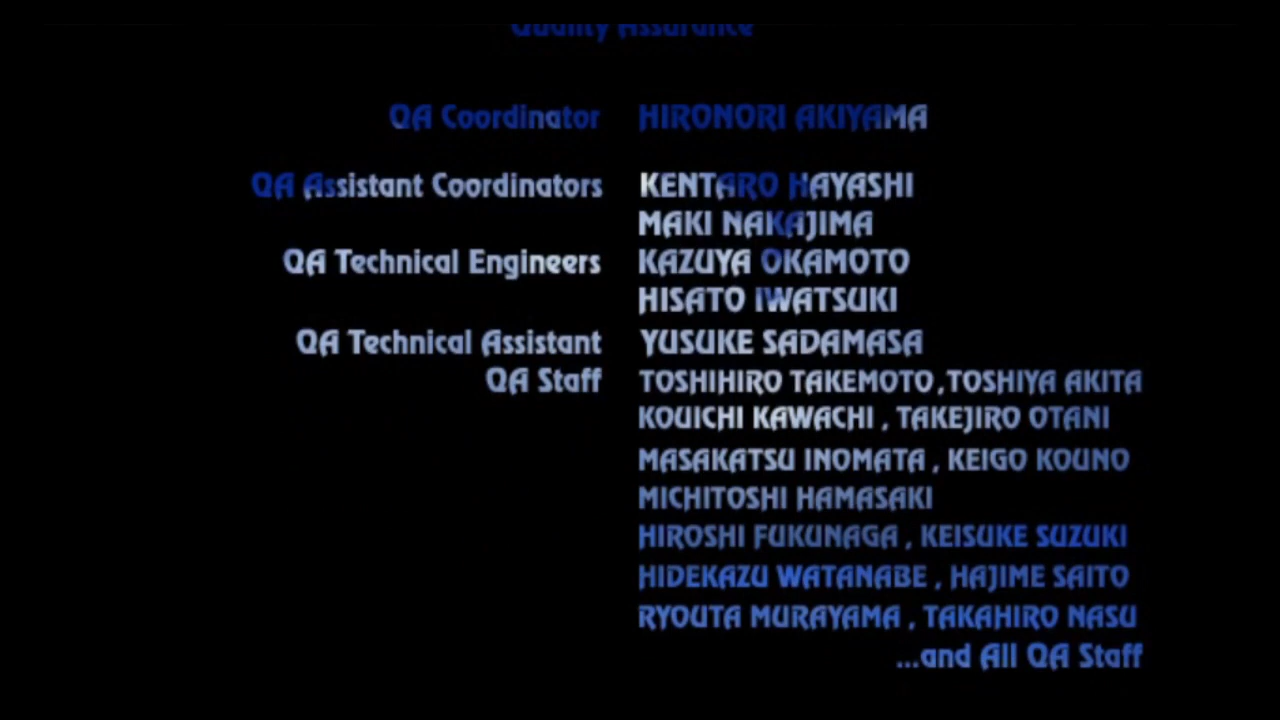 Quality Assurance
QA Coordinator HIRONORI AKIYAMA
QA Assistant Coordinators KENTARO HAYASHI
MAKI NAKAJIMA
QA Technical Engineers KAZUYA OKAMOTO
HISATO IWATSUKI
QA Technical Assistant YUSUKE SADAMASA
QA Staff TOSHIHIRO TAKEMOTO,TOSHIYA AKITA
KOUICHI KAWACHI , TAKEJIRO OTANI
MASAKATSU INOMATA , KEIGO KOUNO
MICHITOSHI HAMASAKI
HIROSHI FUKUNAGA , KEISUKE SUZUKI
HIDEKAZU WATANABE , HAJIME SAITO
RYOUTA MURAYAMA , TAKAHIRO NASU
...and All QA Staff